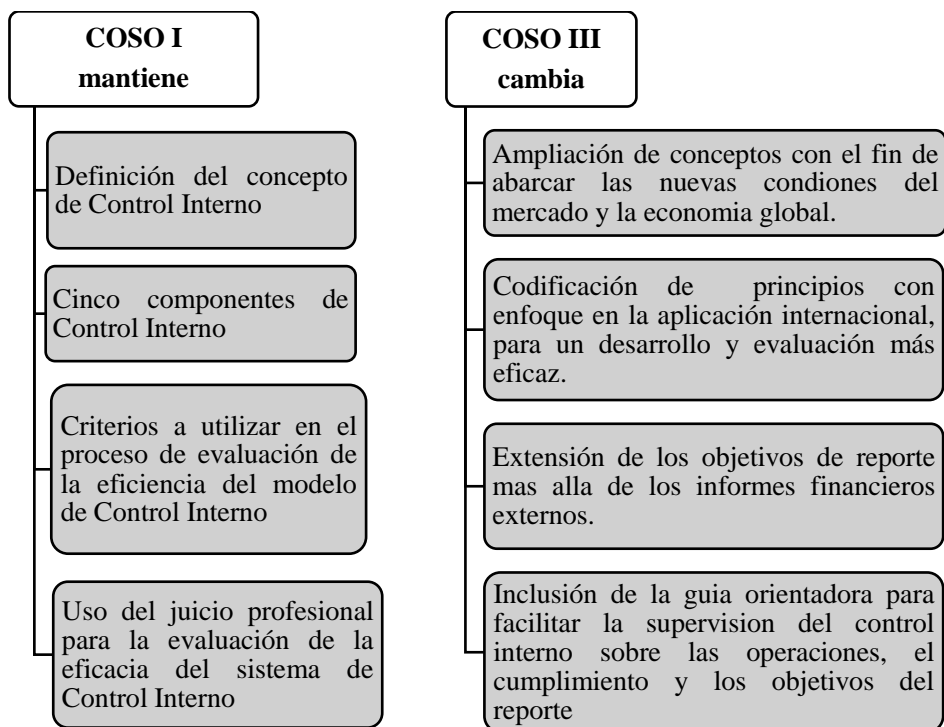 COSO I
mantiene
Definición del concepto
de Control Interno
Cinco componentes de
Control Interno
Criterios a utilizar en el
proceso de evaluación de
la eficiencia del modelo
de Control Interno
Uso del juicio profesional
para la evaluación de la
eficacia del sistema de
Control Interno
COSO III
cambia
Ampliación de conceptos con el fin de
abarcar las nuevas condiones del
mercado y la economia global.
Codificación de principios con
enfoque en la aplicación internacional,
para un desarrollo y evaluación más
eficaz.
Extensión de los objetivos de reporte
mas alla de los informes financieros
externos.
Inclusión de la guia orientadora para
facilitar la supervision del control
interno sobre las operaciones, el
cumplimiento y los objetivos del
reporte